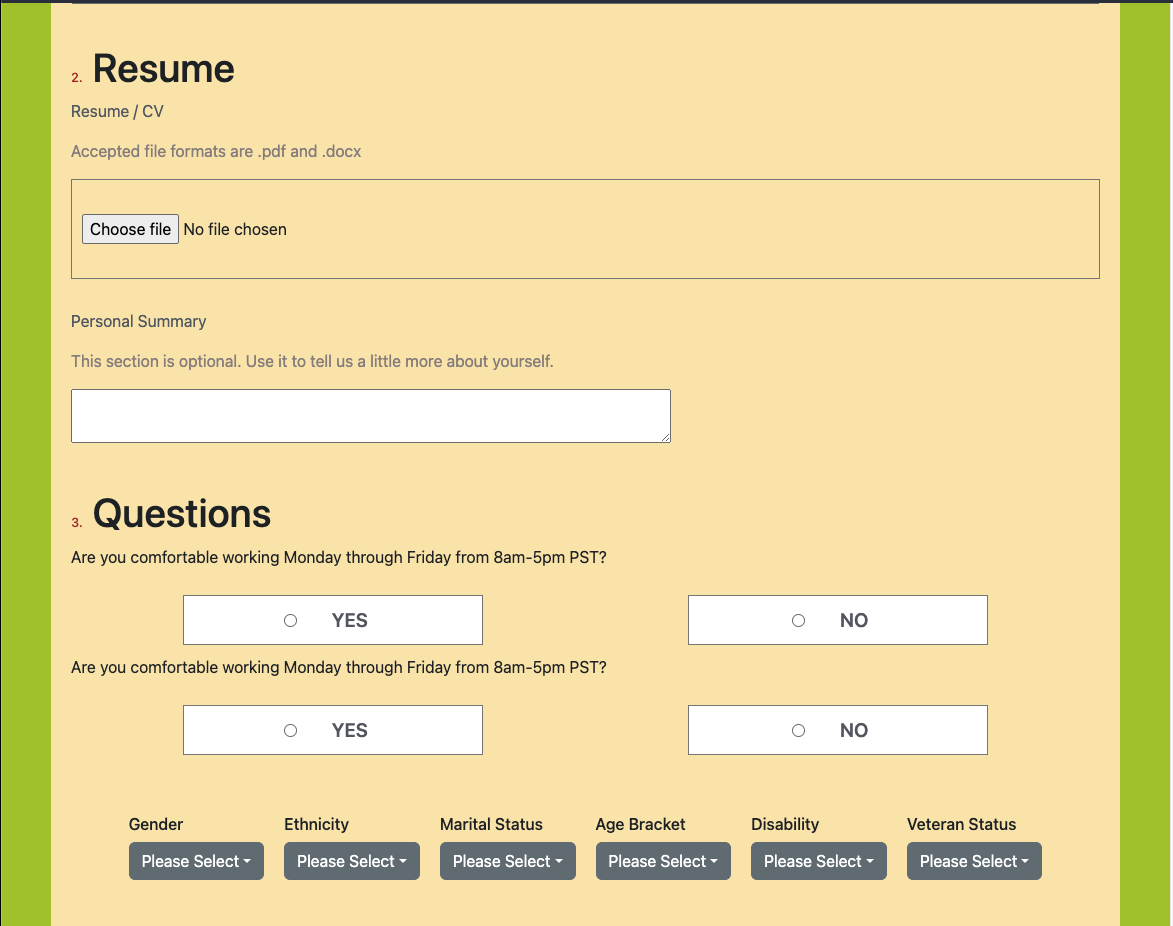 2. Resume
Resume / CV
Accepted file formats are .pdf and .docx
Choose file No file chosen
Personal Summary
This section is optional. Use it to tell us a little more about yourself.
3. Questions
Are you comfortable working Monday through Friday from 8am-5pm PST?
YES NO
Are you comfortable working Monday through Friday from 8am-5pm PST?
YES NO
Gender Ethnicity Marital Status Age Bracket Disability Veteran Status
Please Select Please Select Please Select Please Select Please Select Please Select